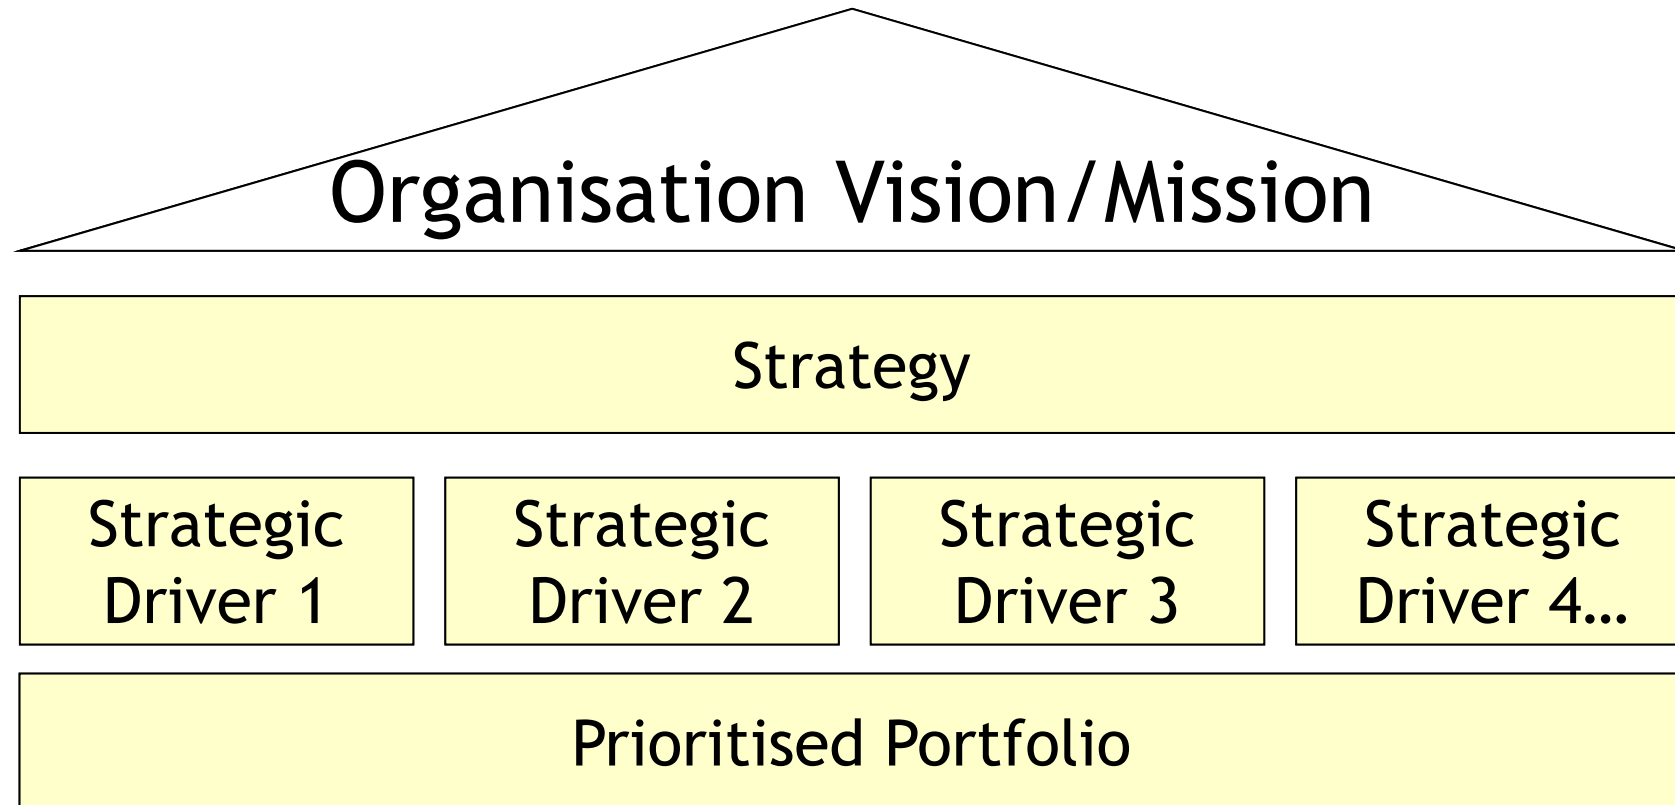 Organisation Vision/Mission
Strategy
Strategic
Driver 1
Strategic
Driver 2
Strategic
Driver 3
Strategic
Driver 4…
Prioritised Portfolio